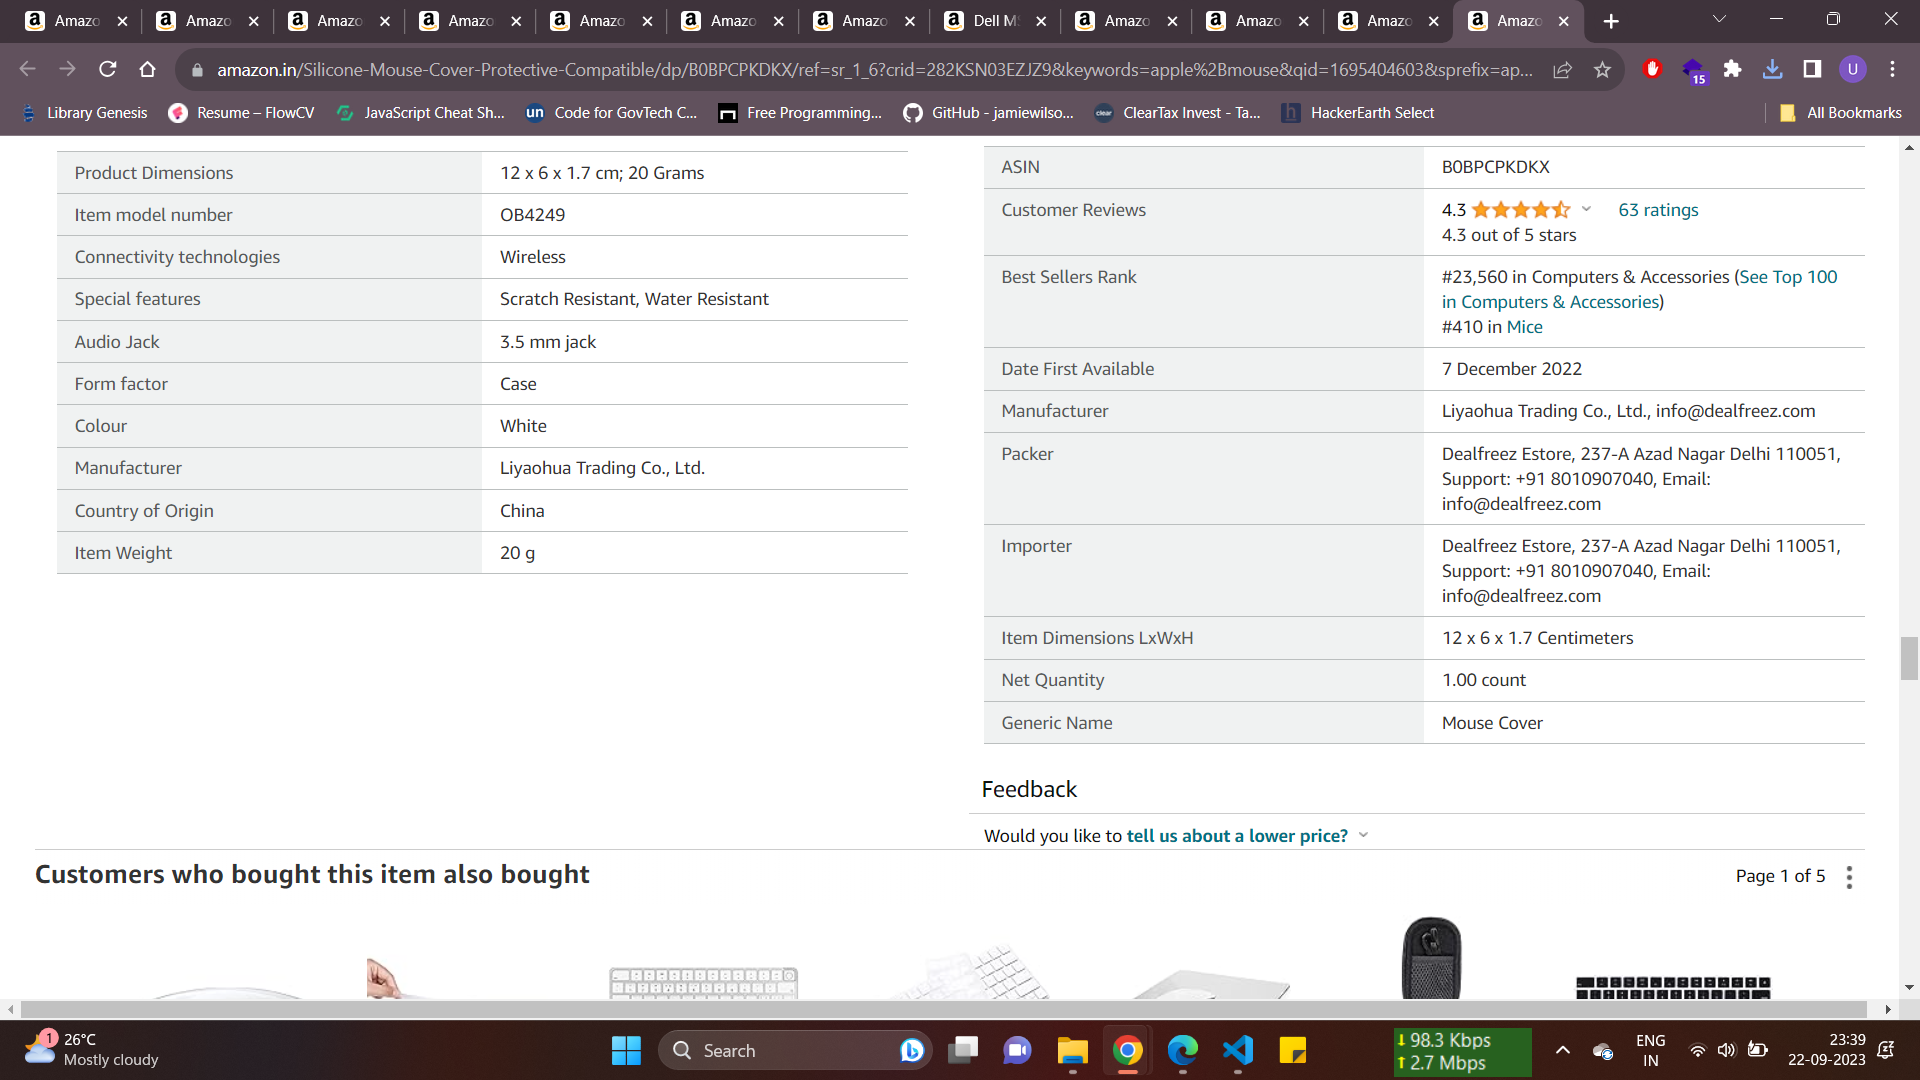 Amazo
Amazo
Amazo
Amazo
Amazo
Amazo
Amazo
Dell M
Amazo
Amazo
Amazo
Amazo
amazon.in/Silicone-Mouse-Cover-Protective-Compatible/dp/B0BPCPKDKX/ref=sr_1_6?crid=282KSN03EZJZ9&keywords=apple%2Bmouse&qid=1695404603&sprefix=ap...
15
U
Library Genesis
Resume – FlowCV
JavaScript Cheat Sh...
un
Code for GovTech C...
Free Programming...
GitHub - jamiewilso...
clear
ClearTax Invest - Ta...
h
HackerEarth Select
All Bookmarks
Product Dimensions 12 x 6 x 1.7 cm; 20 Grams
Item model number OB4249
Connectivity technologies Wireless
Special features Scratch Resistant, Water Resistant
Audio Jack 3.5 mm jack
Form factor Case
Colour White
Manufacturer Liyaohua Trading Co., Ltd.
Country of Origin China
Item Weight 20 g
ASIN B0BPCPKDKX
Customer Reviews 4.3 63 ratings
4.3 out of 5 stars
Best Sellers Rank #23,560 in Computers & Accessories (See Top 100
in Computers & Accessories)
#410 in Mice
Date First Available 7 December 2022
Manufacturer Liyaohua Trading Co., Ltd., info@dealfreez.com
Packer Dealfreez Estore, 237-A Azad Nagar Delhi 110051,
Support: +91 8010907040, Email:
info@dealfreez.com
Importer Dealfreez Estore, 237-A Azad Nagar Delhi 110051,
Support: +91 8010907040, Email:
info@dealfreez.com
Item Dimensions LxWxH 12 x 6 x 1.7 Centimeters
Net Quantity 1.00 count
Generic Name Mouse Cover
Feedback
Would you like to tell us about a lower price?
Customers who bought this item also bought
Page 1 of 5
1
26°C
Mostly cloudy
Search
98.3 Kbps
2.7 Mbps
ENG
IN
23:39
22-09-2023